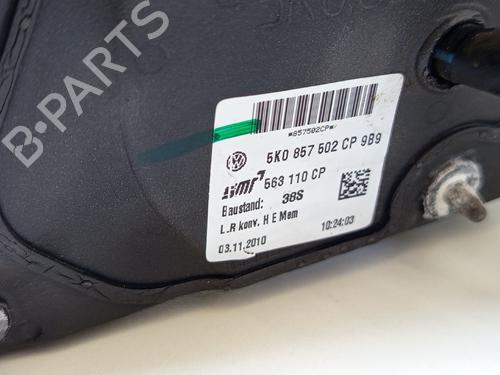 B-PARTS
*857502CP*
5K0 857 502 CP 9B9
smr 563 110 CP
Baustand: 38S
L.R konv. H E Mem
03.11.2010 10:24:03